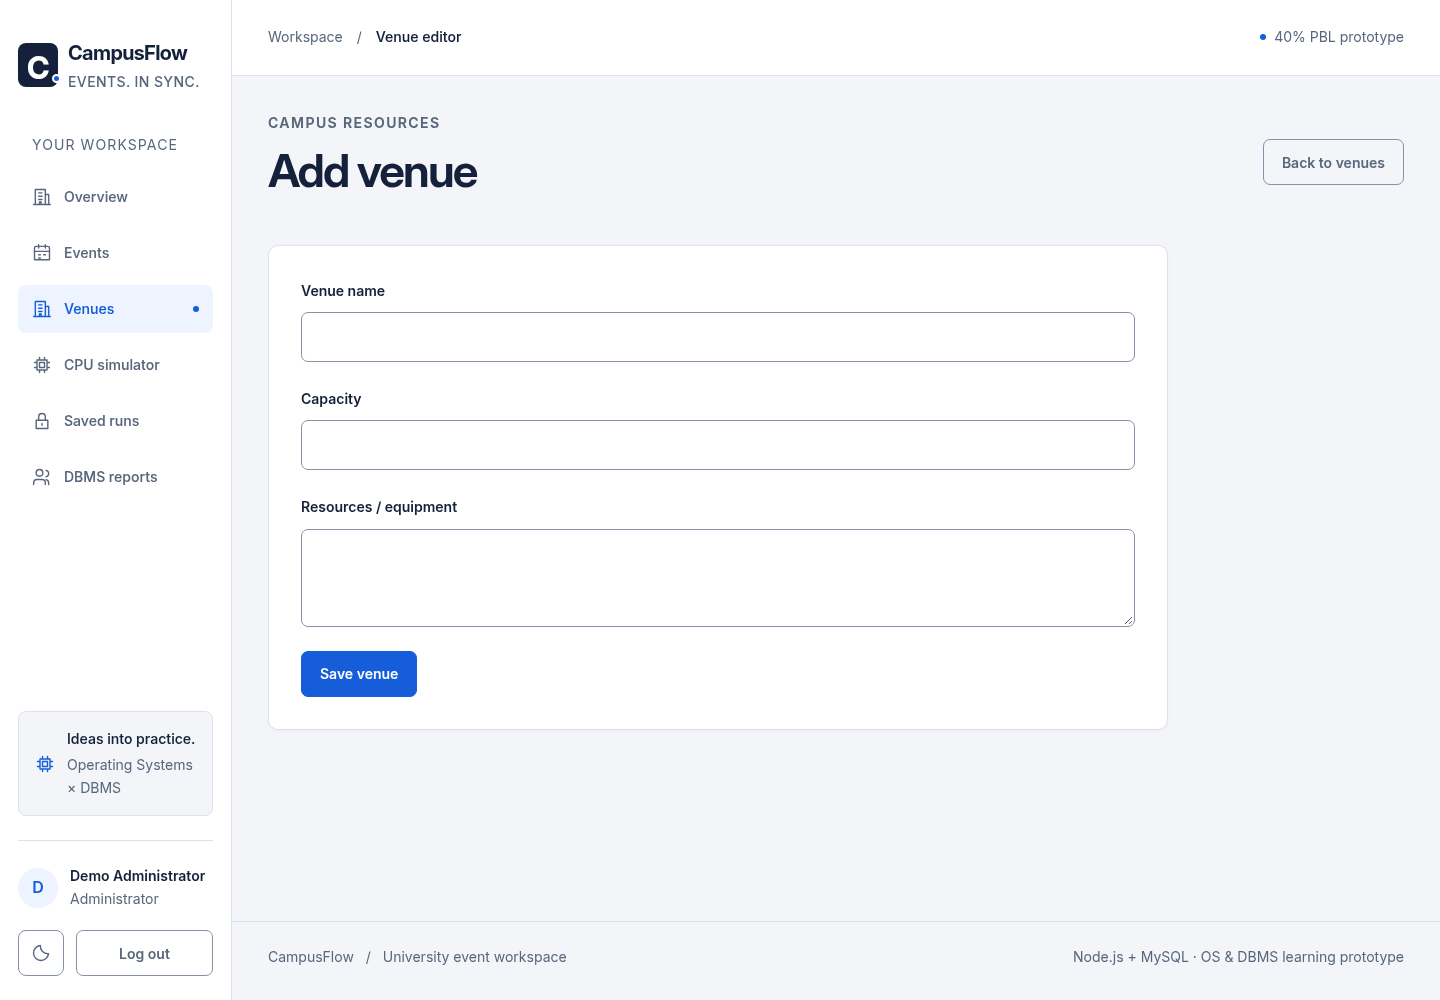 C
CampusFlow
EVENTS. IN SYNC.
YOUR WORKSPACE
Overview
Events
Venues
CPU simulator
Saved runs
DBMS reports
Ideas into practice.
Operating Systems
× DBMS
D
Demo Administrator
Administrator
Log out
Workspace / Venue editor
40% PBL prototype
CAMPUS RESOURCES
Add venue
Back to venues
Venue name
Capacity
Resources / equipment
Save venue
CampusFlow / University event workspace
Node.js + MySQL · OS & DBMS learning prototype